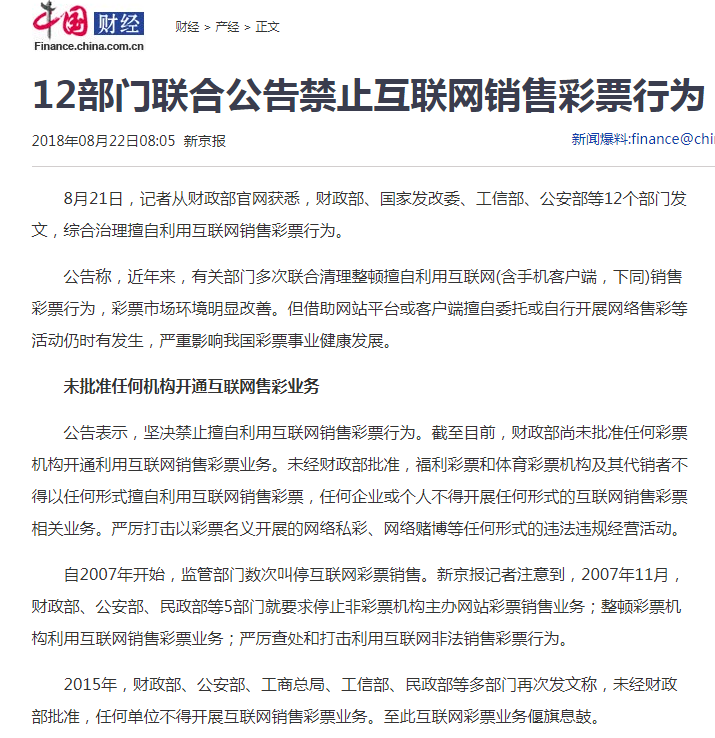 中国 财经
Finance.china.com.cn
财经 > 产经 > 正文
12部门联合公告禁止互联网销售彩票行为
2018年08月22日08:05 新京报
新闻爆料:finance@chi
8月21日，记者从财政部官网获悉，财政部、国家发改委、工信部、公安部等12个部门发
文，综合治理擅自利用互联网销售彩票行为。
公告称，近年来，有关部门多次联合清理整顿擅自利用互联网(含手机客户端，下同)销售
彩票行为，彩票市场环境明显改善。但借助网站平台或客户端擅自委托或自行开展网络售彩等
活动仍时有发生，严重影响我国彩票事业健康发展。
未批准任何机构开通互联网售彩业务
公告表示，坚决禁止擅自利用互联网销售彩票行为。截至目前，财政部尚未批准任何彩票
机构开通利用互联网销售彩票业务。未经财政部批准，福利彩票和体育彩票机构及其代销者不
得以任何形式擅自利用互联网销售彩票，任何企业或个人不得开展任何形式的互联网销售彩票
相关业务。严厉打击以彩票名义开展的网络私彩、网络赌博等任何形式的违法违规经营活动。
自2007年开始，监管部门数次叫停互联网彩票销售。新京报记者注意到，2007年11月，
财政部、公安部、民政部等5部门就要求停止非彩票机构主办网站彩票销售业务；整顿彩票机
构利用互联网销售彩票业务；严厉查处和打击利用互联网非法销售彩票行为。
2015年，财政部、公安部、工商总局、工信部、民政部等多部门再次发文称，未经财政
部批准，任何单位不得开展互联网销售彩票业务。至此互联网彩票业务偃旗息鼓。